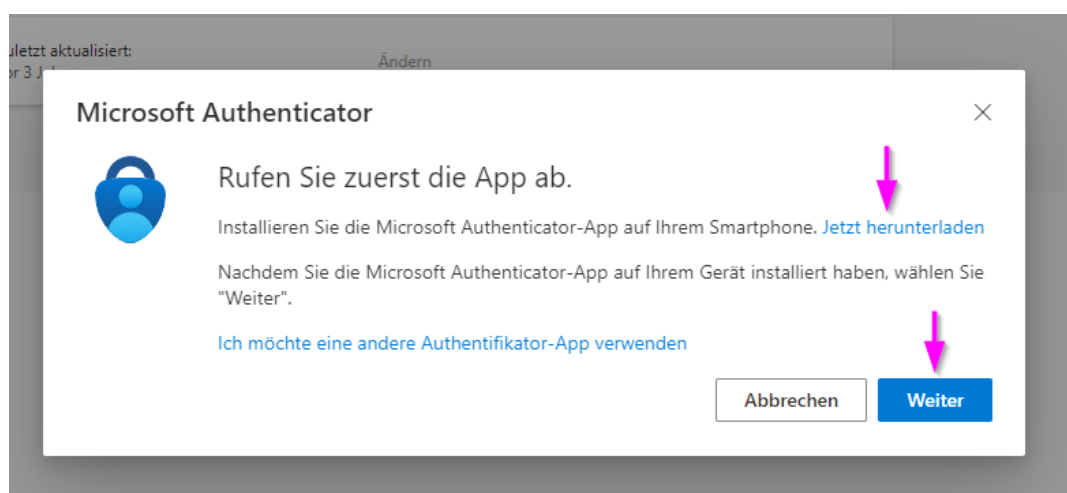 aktualisiert:
3
Ändern
Microsoft Authenticator
Rufen Sie zuerst die App ab.
Installieren Sie die Microsoft Authenticator-App auf Ihrem Smartphone. Jetzt herunterladen
Nachdem Sie die Microsoft Authenticator-App auf Ihrem Gerät installiert haben, wählen Sie
"Weiter".
Ich möchte eine andere Authentifikator-App verwenden
Abbrechen
Weiter